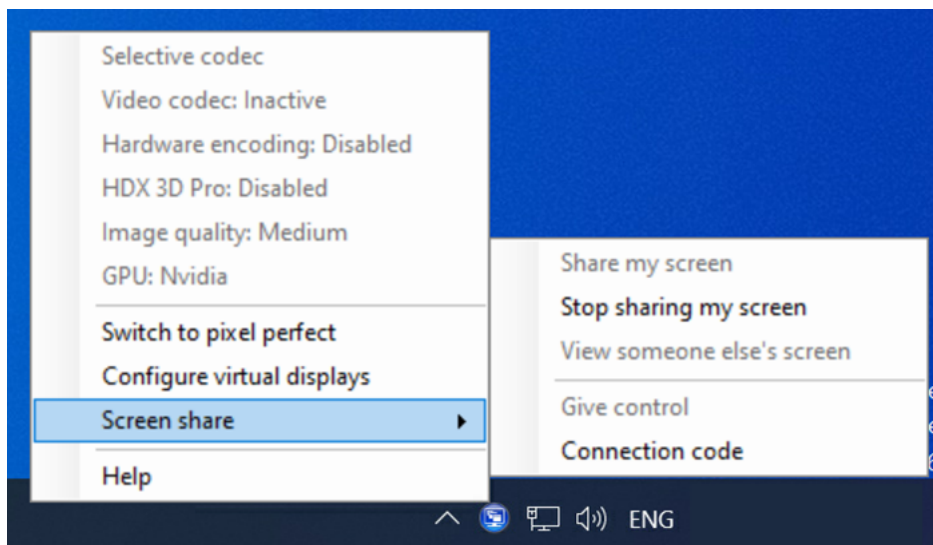 Selective codec
Video codec: Inactive
Hardware encoding: Disabled
HDX 3D Pro: Disabled
Image quality: Medium
GPU: Nvidia
Switch to pixel perfect
Configure virtual displays
Screen share
Help
Share my screen
Stop sharing my screen
View someone else's screen
Give control
Connection code
ENG